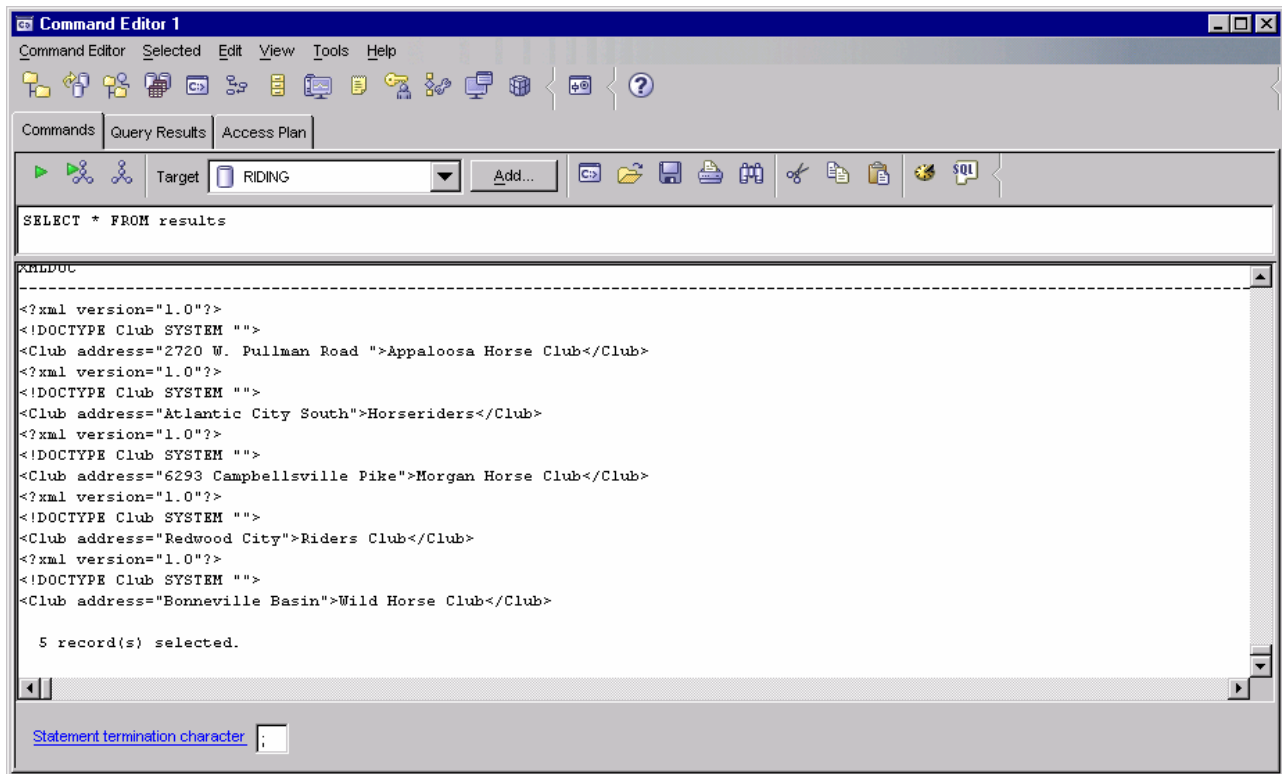 Command Editor 1
Command Editor Selected Edit View Tools Help
Commands Query Results Access Plan
Target RIDING Add... SQL
SELECT * FROM results
XMLDOC
--------------------------------------------------------------------------------
<?xml version="1.0"?>
<!DOCTYPE Club SYSTEM "">
<Club address="2720 W. Pullman Road ">Appaloosa Horse Club</Club>
<?xml version="1.0"?>
<!DOCTYPE Club SYSTEM "">
<Club address="Atlantic City South">Horseriders</Club>
<?xml version="1.0"?>
<!DOCTYPE Club SYSTEM "">
<Club address="6293 Campbellsville Pike">Morgan Horse Club</Club>
<?xml version="1.0"?>
<!DOCTYPE Club SYSTEM "">
<Club address="Redwood City">Riders Club</Club>
<?xml version="1.0"?>
<!DOCTYPE Club SYSTEM "">
<Club address="Bonneville Basin">Wild Horse Club</Club>
5 record(s) selected.
Statement termination character ;